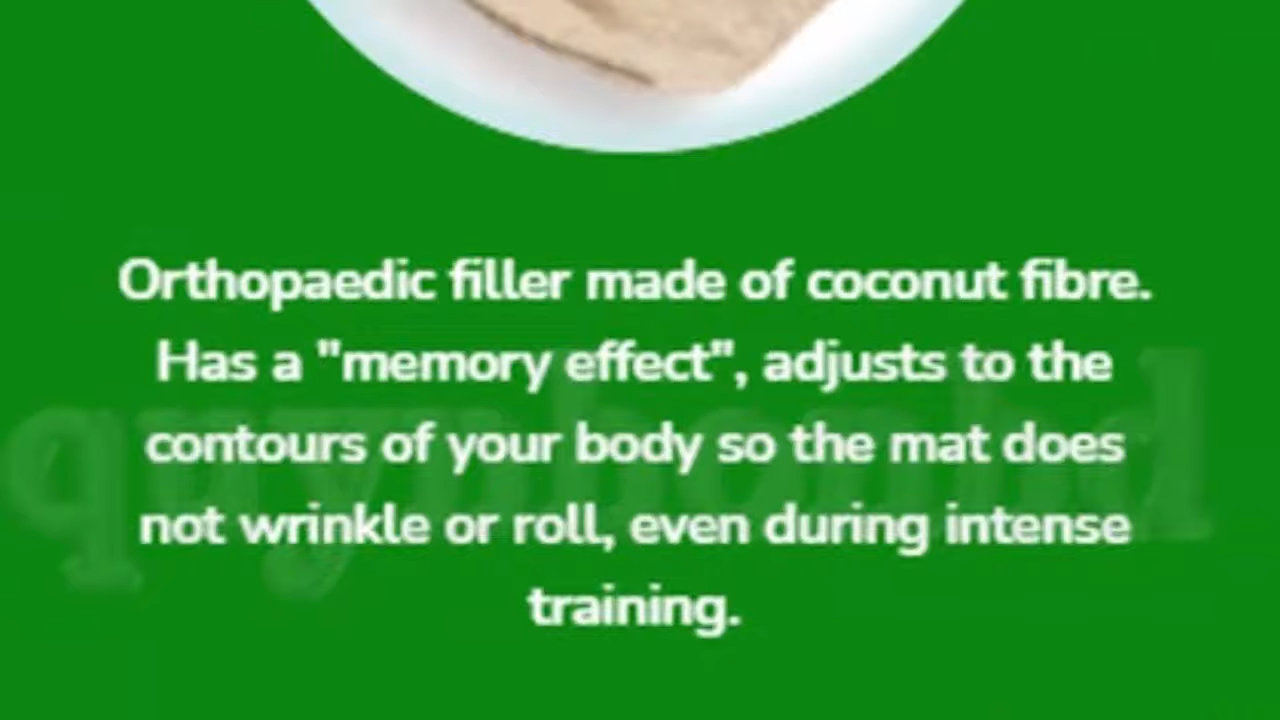 Orthopaedic filler made of coconut fibre.
Has a "memory effect", adjusts to the
contours of your body so the mat does
not wrinkle or roll, even during intense
training.